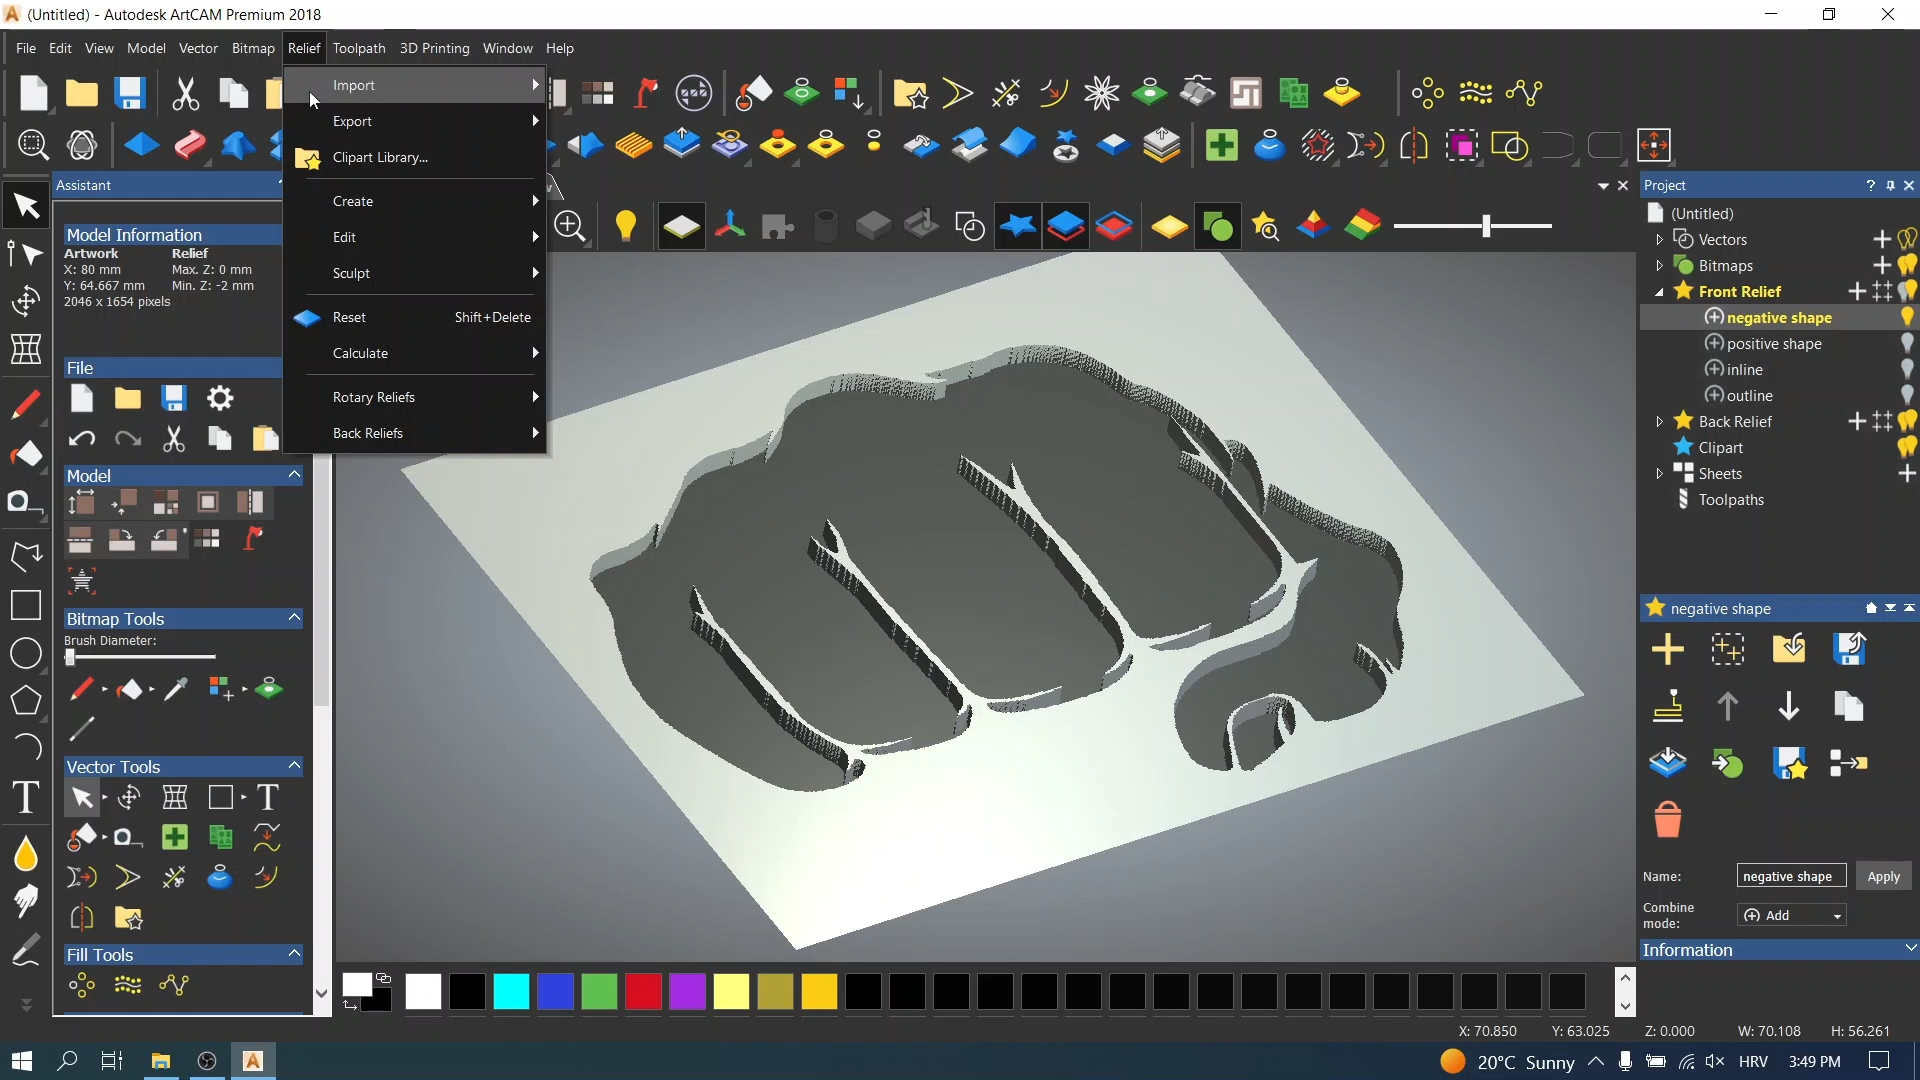 (Untitled) - Autodesk ArtCAM Premium 2018
File Edit View Model Vector Bitmap Relief Toolpath 3D Printing Window Help
Import
Export
Clipart Library...
Create
Edit
Sculpt
Reset Shift+Delete
Calculate
Rotary Reliefs
Back Reliefs
Assistant
Model Information
Artwork Relief
X: 80 mm Max. Z: 0 mm
Y: 64.667 mm Min. Z: -2 mm
2046 x 1654 pixels
File
Model
Bitmap Tools
Brush Diameter:
Vector Tools
Fill Tools
Project
(Untitled)
Vectors
Bitmaps
Front Relief
negative shape
positive shape
inline
outline
Back Relief
Clipart
Sheets
Toolpaths
negative shape
Name: negative shape Apply
Combine mode: Add
Information
X: 70.850 Y: 63.025 Z: 0.000 W: 70.108 H: 56.261
20°C Sunny HRV 3:49 PM